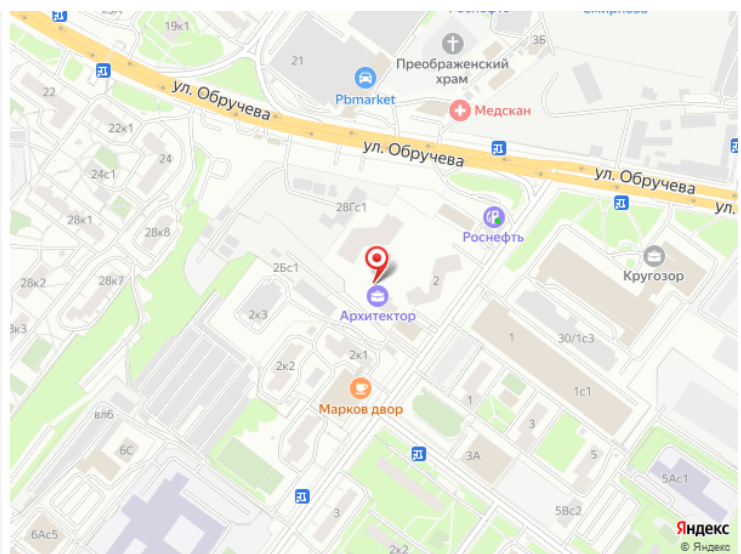 19к1
Роснефть
Смирнова
3Б
Преображенский
храм
21
Pbmarket
Медскан
22
ул. Обручева
22к1
ул. Обручева
24
24с1
ул. Обручева
ул.
28к1
28к8
28Гс1
Роснефть
Кругозор
28к2
28к7
2Бс1
2
Архитектор
2к3
1
30/1с3
2к1
2к2
1с1
Марков двор
1
3
вл6
6С
3А
5
5Ас1
5Вс2
6Ас5
2к2
Яндекс
© Яндекс